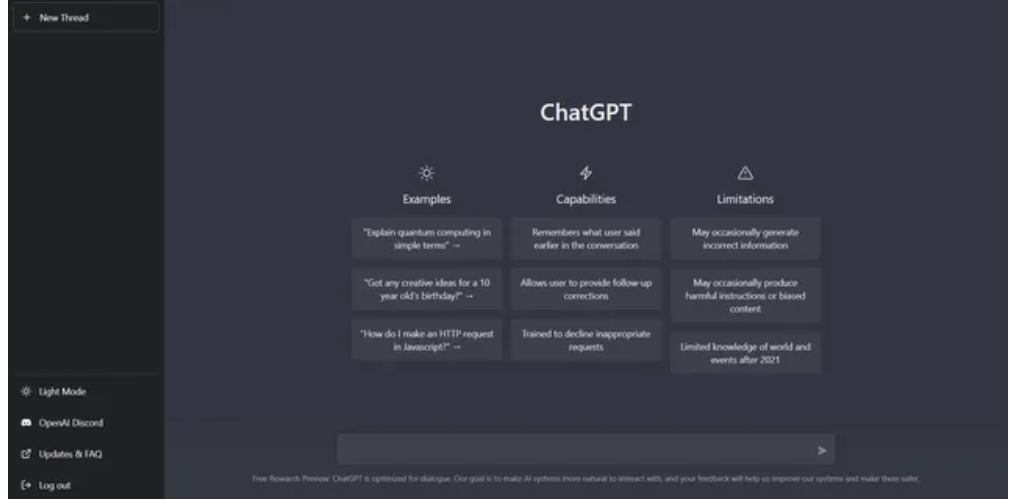 New Thread
ChatGPT
Examples
"Explain quantum computing in
simple terms" →
"Got any creative ideas for a 10
year old's birthday?" →
"How do I make an HTTP request
in Javascript?" →
Capabilities
Remembers what user said
earlier in the conversation
Allows user to provide follow-up
corrections
Trained to decline inappropriate
requests
Limitations
May occasionally generate
incorrect information
May occasionally produce
harmful instructions or biased
content
Limited knowledge of world and
events after 2021
Light Mode
OpenAI Discord
Updates & FAQ
Log out
Free Research Preview: ChatGPT is optimized for dialogue. Our goal is to make AI systems more natural to interact with, and your feedback will help us improve our systems and make them safer.